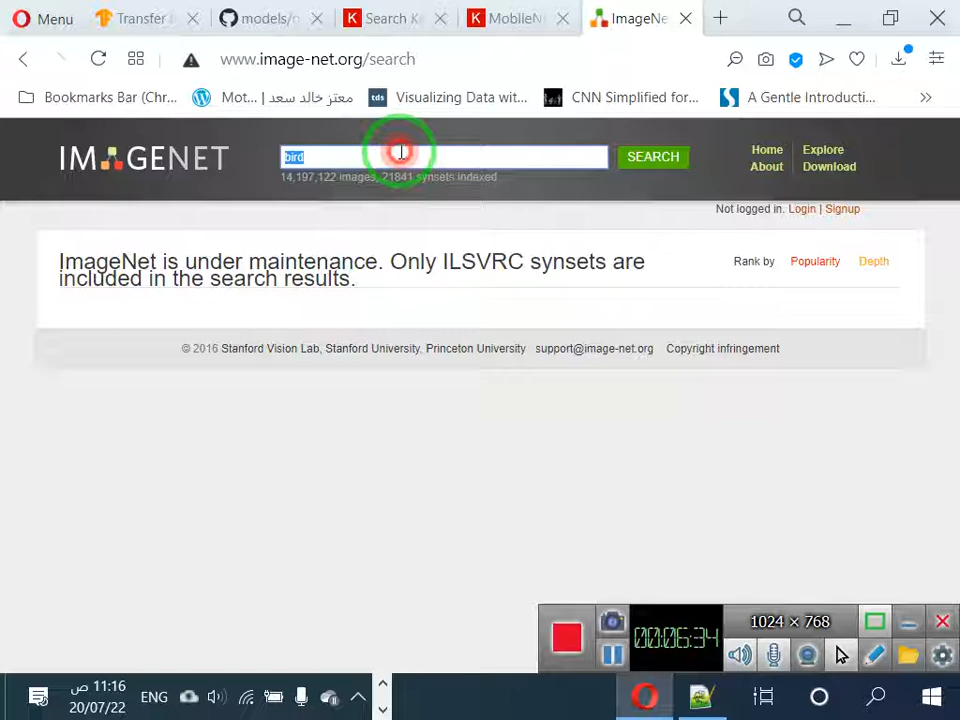 Menu
Transfer
models/r
Search K
MobileN
ImageNe
www.image-net.org/search
Bookmarks Bar (Chr...
Mot... | معتز خالد سعد
tds Visualizing Data wit...
CNN Simplified for...
A Gentle Introducti...
IMAGENET
bird
SEARCH
14,197,122 images, 21841 synsets indexed
Home
Explore
About
Download
Not logged in. Login | Signup
ImageNet is under maintenance. Only ILSVRC synsets are
included in the search results.
Rank by Popularity Depth
© 2016 Stanford Vision Lab, Stanford University, Princeton University support@image-net.org Copyright infringement
1024 × 768
00:06:34
11:16 ص
ENG
20/07/22